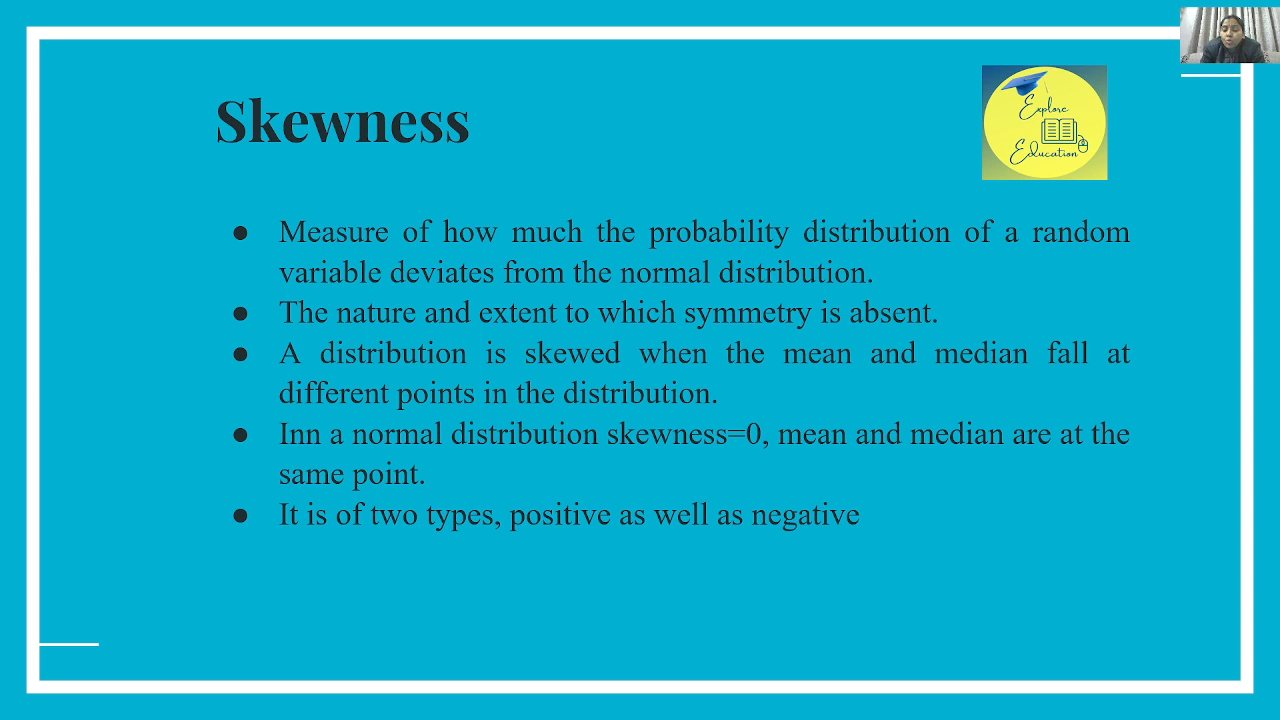 Skewness
Explore
Education
● Measure of how much the probability distribution of a random
variable deviates from the normal distribution.
● The nature and extent to which symmetry is absent.
● A distribution is skewed when the mean and median fall at
different points in the distribution.
● Inn a normal distribution skewness=0, mean and median are at the
same point.
● It is of two types, positive as well as negative